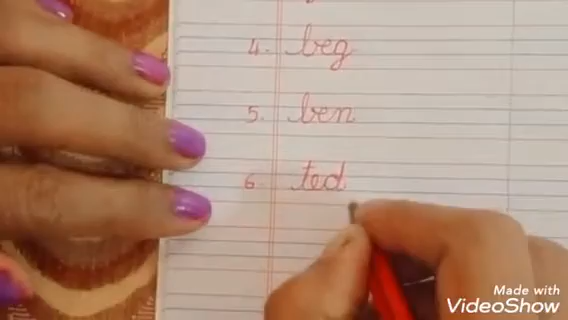 4. beg
5. ben
6. ted
Made with
VideoShow